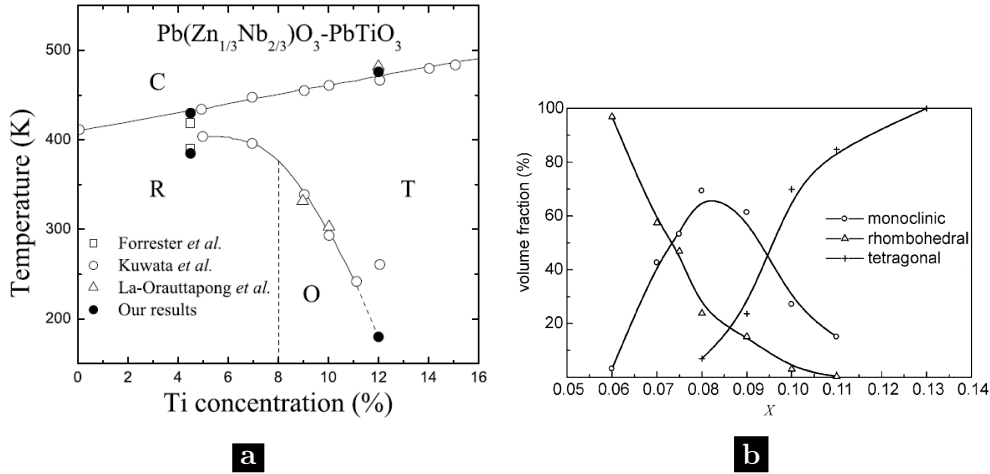 Pb(Zn1/3Nb2/3)O3-PbTiO3
500
400
300
200
Temperature (K)
C
R
T
O
Forrester et al.
Kuwata et al.
La-Orauttapong et al.
Our results
0 2 4 6 8 10 12 14 16
Ti concentration (%)
a
100
80
60
40
20
volume fraction (%)
monoclinic
rhombohedral
tetragonal
0.05 0.06 0.07 0.08 0.09 0.10 0.11 0.12 0.13 0.14
X
b